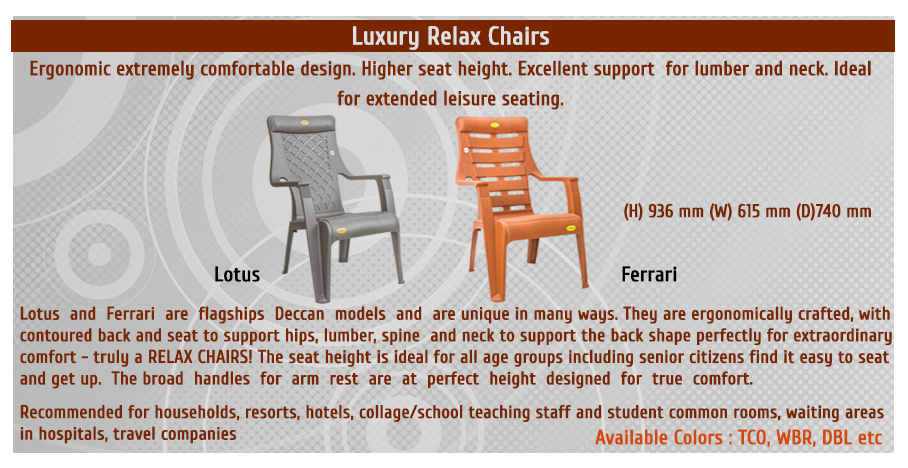 Luxury Relax Chairs
Ergonomic extremely comfortable design. Higher seat height. Excellent support for lumber and neck. Ideal
for extended leisure seating.
(H) 936 mm (W) 615 mm (D)740 mm
Lotus
Ferrari
Lotus and Ferrari are flagships Deccan models and are unique in many ways. They are ergonomically crafted, with
contoured back and seat to support hips, lumber, spine and neck to support the back shape perfectly for extraordinary
comfort - truly a RELAX CHAIRS! The seat height is ideal for all age groups including senior citizens find it easy to seat
and get up. The broad handles for arm rest are at perfect height designed for true comfort.
Recommended for households, resorts, hotels, collage/school teaching staff and student common rooms, waiting areas
in hospitals, travel companies
Available Colors : TCO, WBR, DBL etc